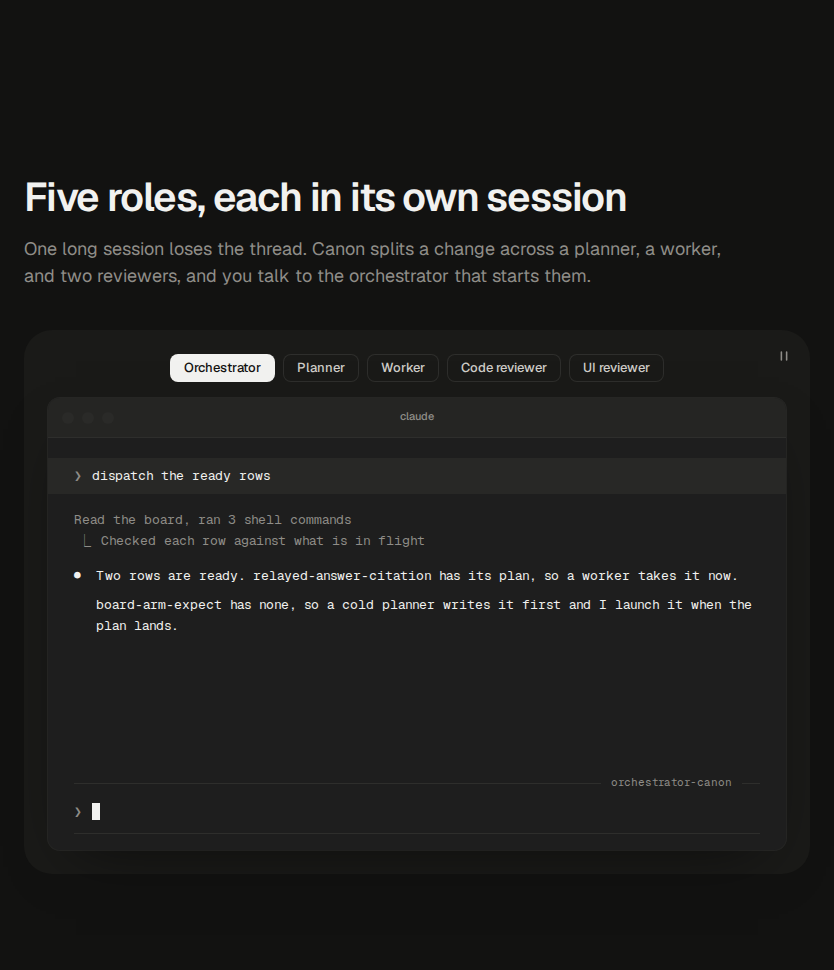 Five roles, each in its own session
One long session loses the thread. Canon splits a change across a planner, a worker,
and two reviewers, and you talk to the orchestrator that starts them.
Orchestrator
Planner
Worker
Code reviewer
UI reviewer
claude
❯ dispatch the ready rows
Read the board, ran 3 shell commands
⎿ Checked each row against what is in flight
● Two rows are ready. relayed-answer-citation has its plan, so a worker takes it now.
board-arm-expect has none, so a cold planner writes it first and I launch it when the
plan lands.
orchestrator-canon
❯